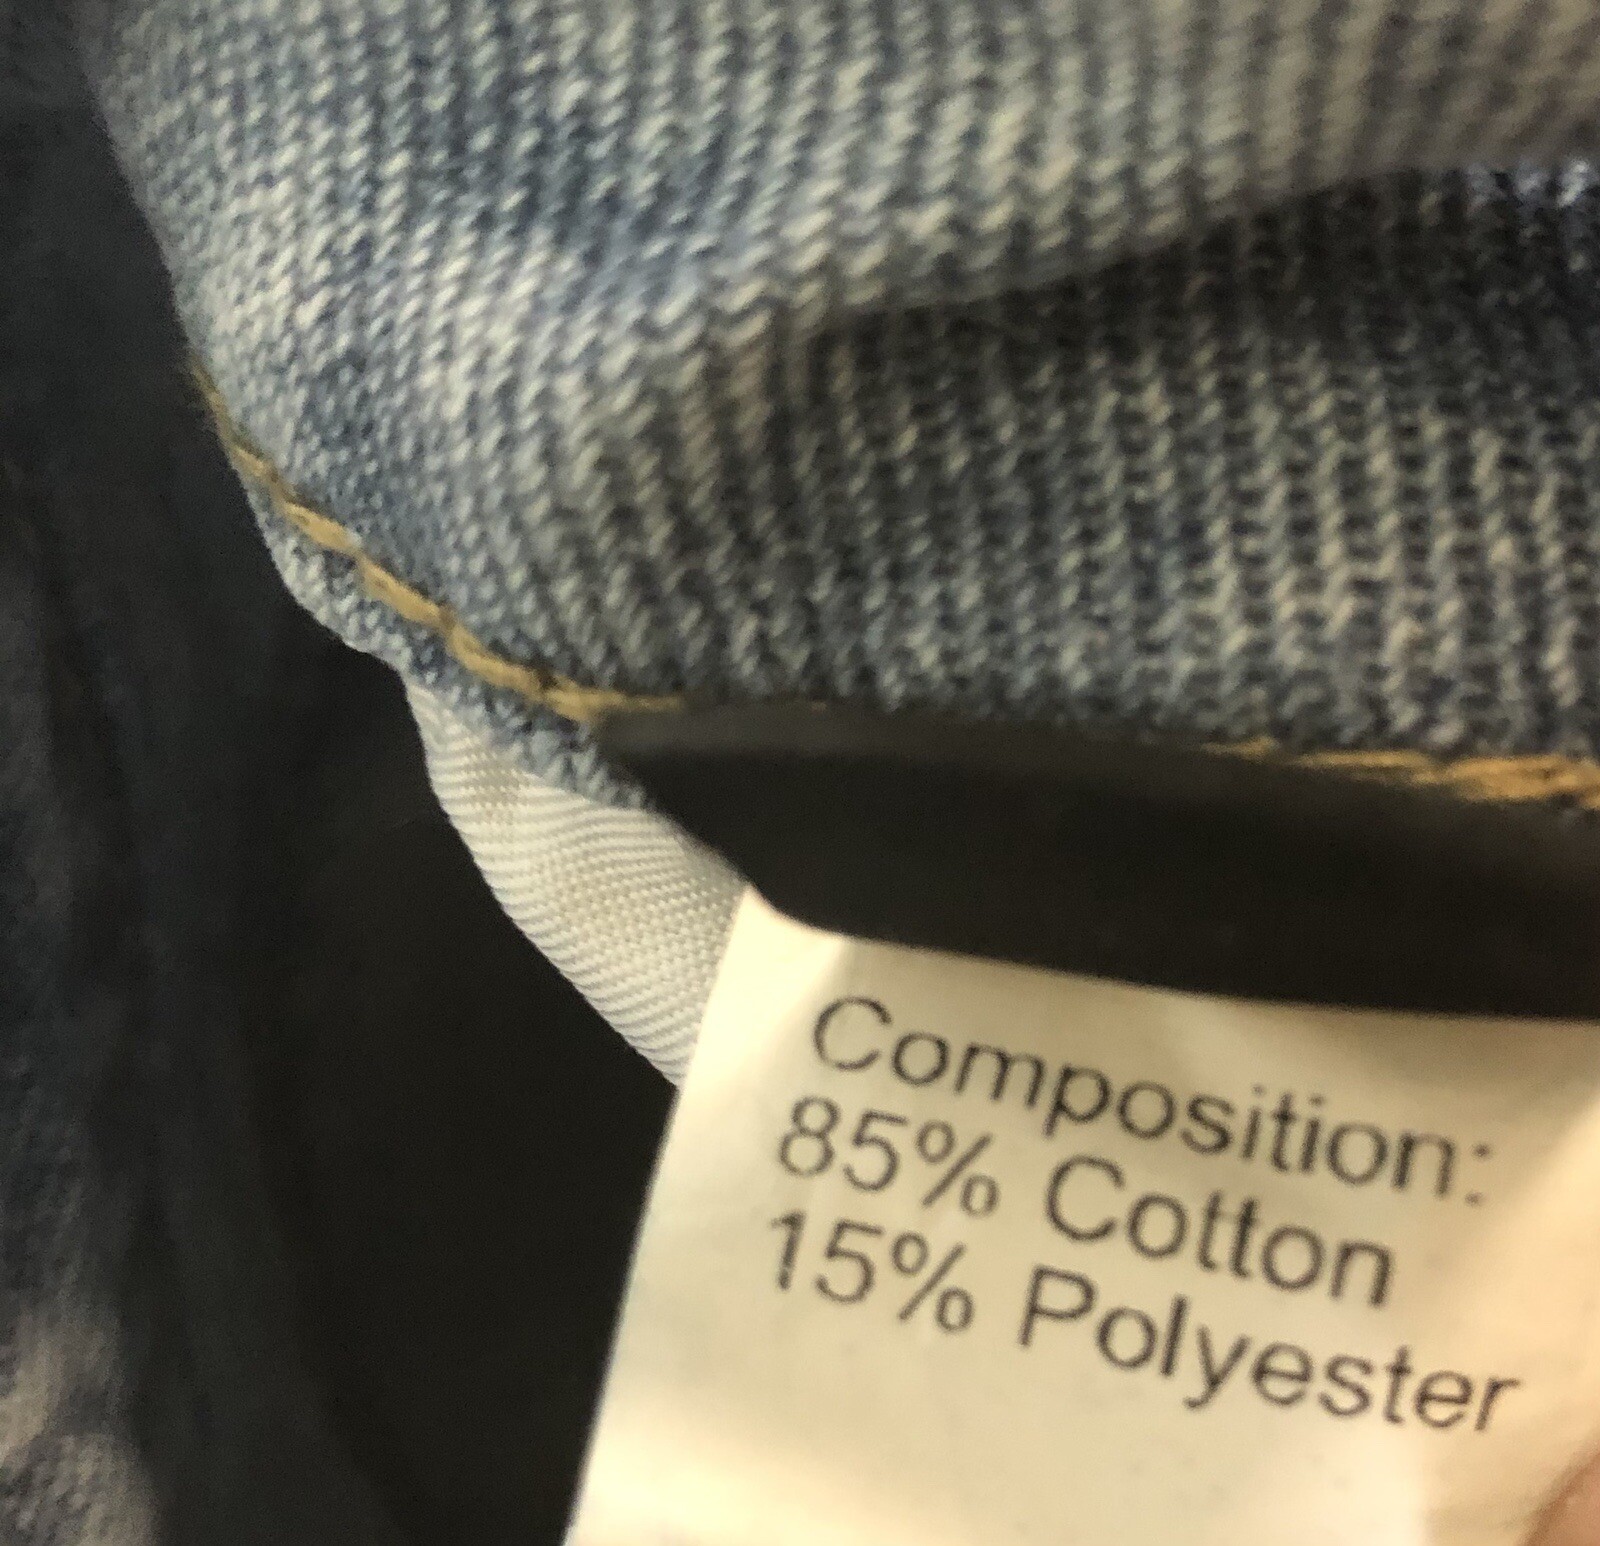 Composition:
85% Cotton
15% Polyester